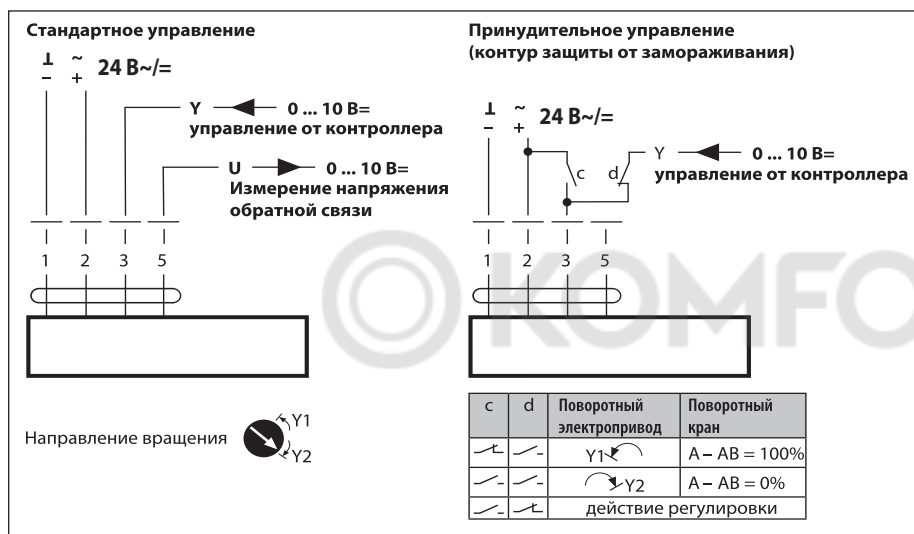 Стандартное управление
⊥ ~ 24 В~/=
– +
Y 0 ... 10 В=
управление от контроллера
U 0 ... 10 В=
Измерение напряжения
обратной связи
1 2 3 5
Направление вращения
Y1
Y2
Принудительное управление
(контур защиты от замораживания)
⊥ ~ 24 В~/=
– +
c d Y 0 ... 10 В=
управление от контроллера
1 2 3 5
KOMFO
c d Поворотный электропривод Поворотный кран
Y1 A – AB = 100%
Y2 A – AB = 0%
действие регулировки